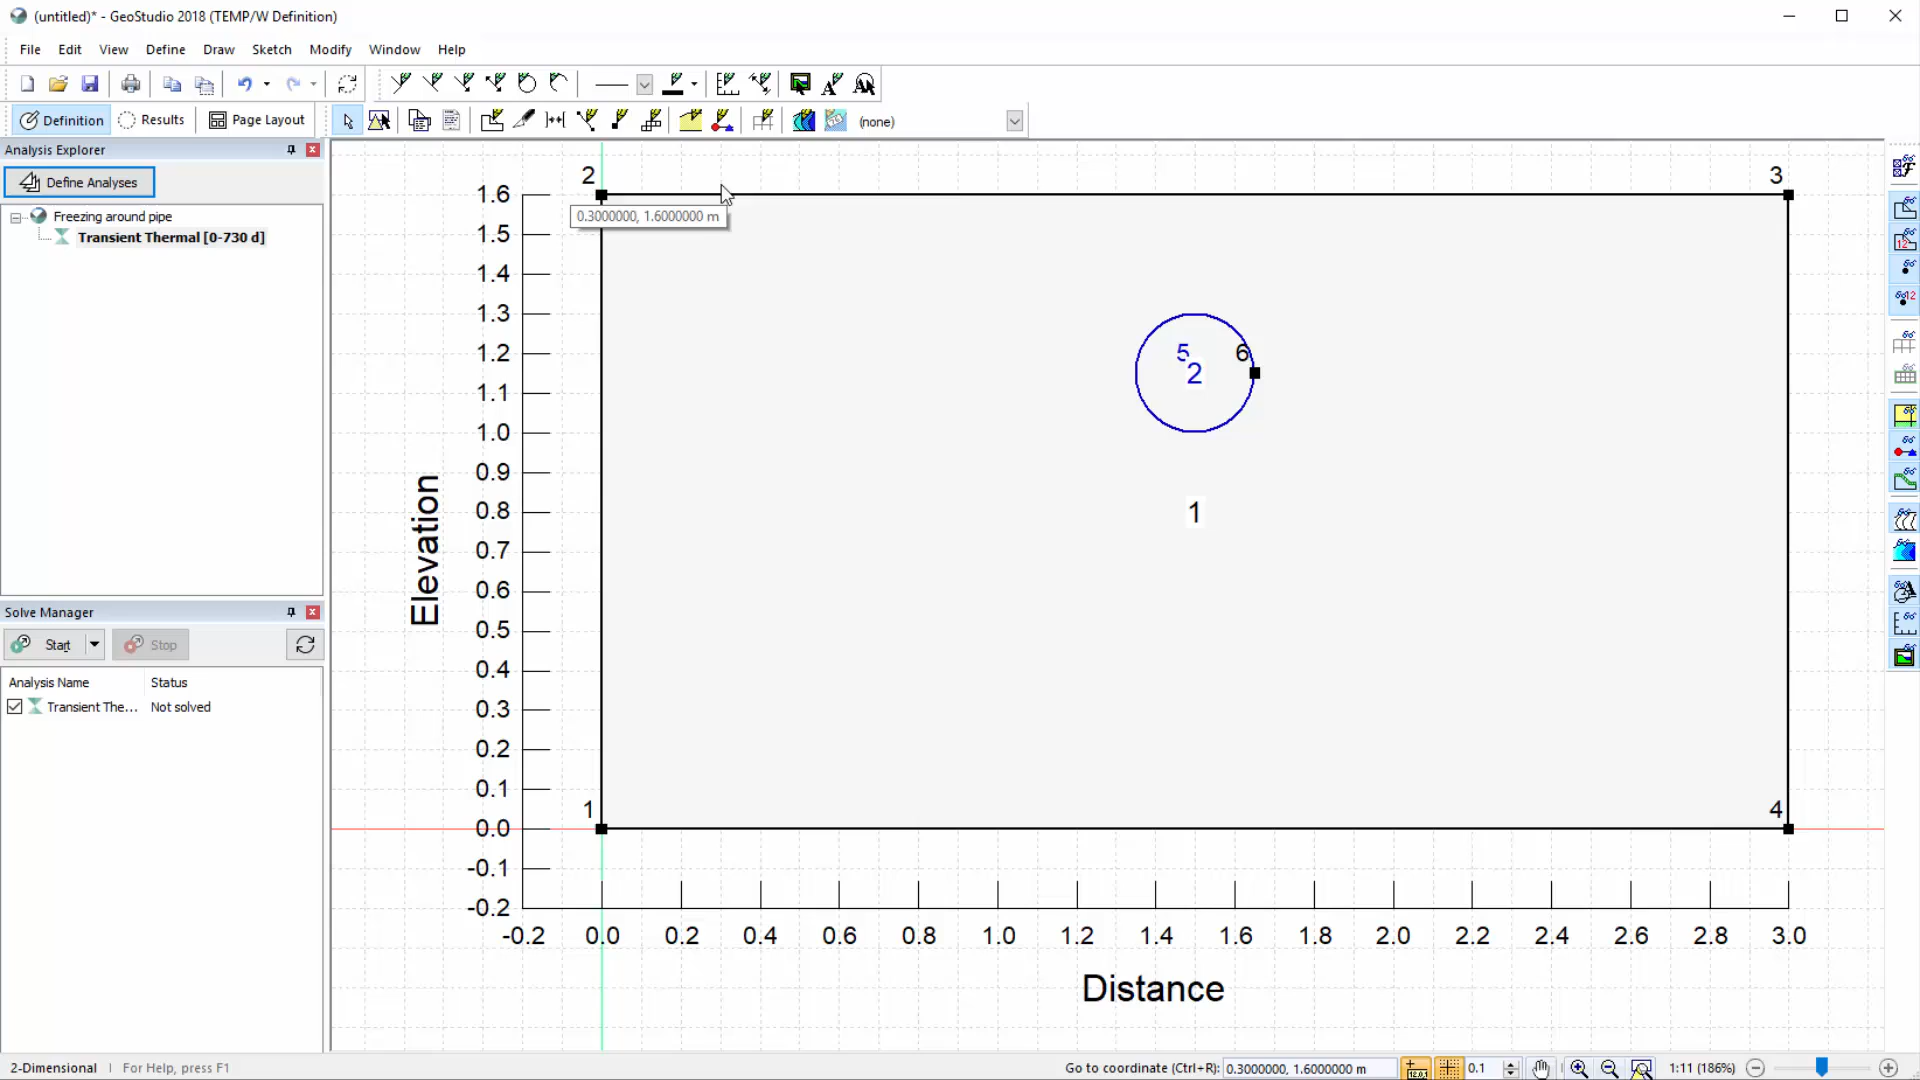 (untitled)* - GeoStudio 2018 (TEMP/W Definition)
File Edit View Define Draw Sketch Modify Window Help
Definition Results Page Layout (none)
Analysis Explorer
Define Analyses
Freezing around pipe
Transient Thermal [0-730 d]
Solve Manager
Start Stop
Analysis Name Status
Transient The... Not solved
2 3
0.3000000, 1.6000000 m
1.6
1.5
1.4
1.3
1.2
1.1
1.0
0.9
0.8
0.7
0.6
0.5
0.4
0.3
0.2
0.1
0.0
-0.1
-0.2
Elevation
5 6
2
1
1 4
-0.2 0.0 0.2 0.4 0.6 0.8 1.0 1.2 1.4 1.6 1.8 2.0 2.2 2.4 2.6 2.8 3.0
Distance
2-Dimensional For Help, press F1 Go to coordinate (Ctrl+R): 0.3000000, 1.6000000 m 0.1 1:11 (186%)